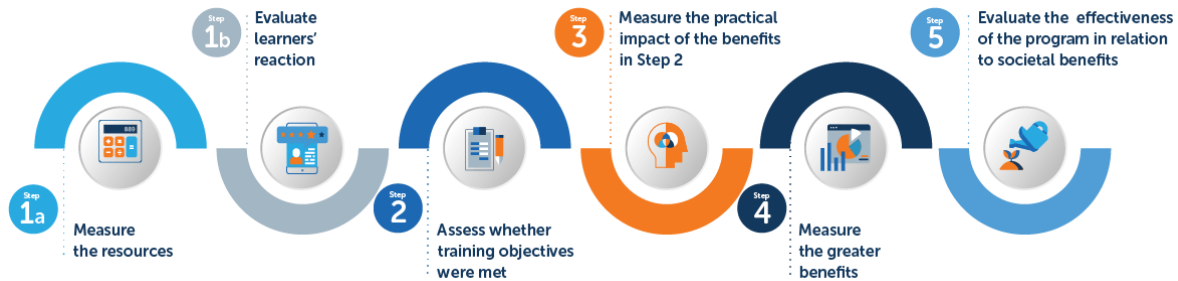 Step
1a
Measure
the resources
Step
1b
Evaluate
learners'
reaction
Step
2
Assess whether
training objectives
were met
Step
3
Measure the practical
impact of the benefits
in Step 2
Step
4
Measure
the greater
benefits
Step
5
Evaluate the effectiveness
of the program in relation
to societal benefits